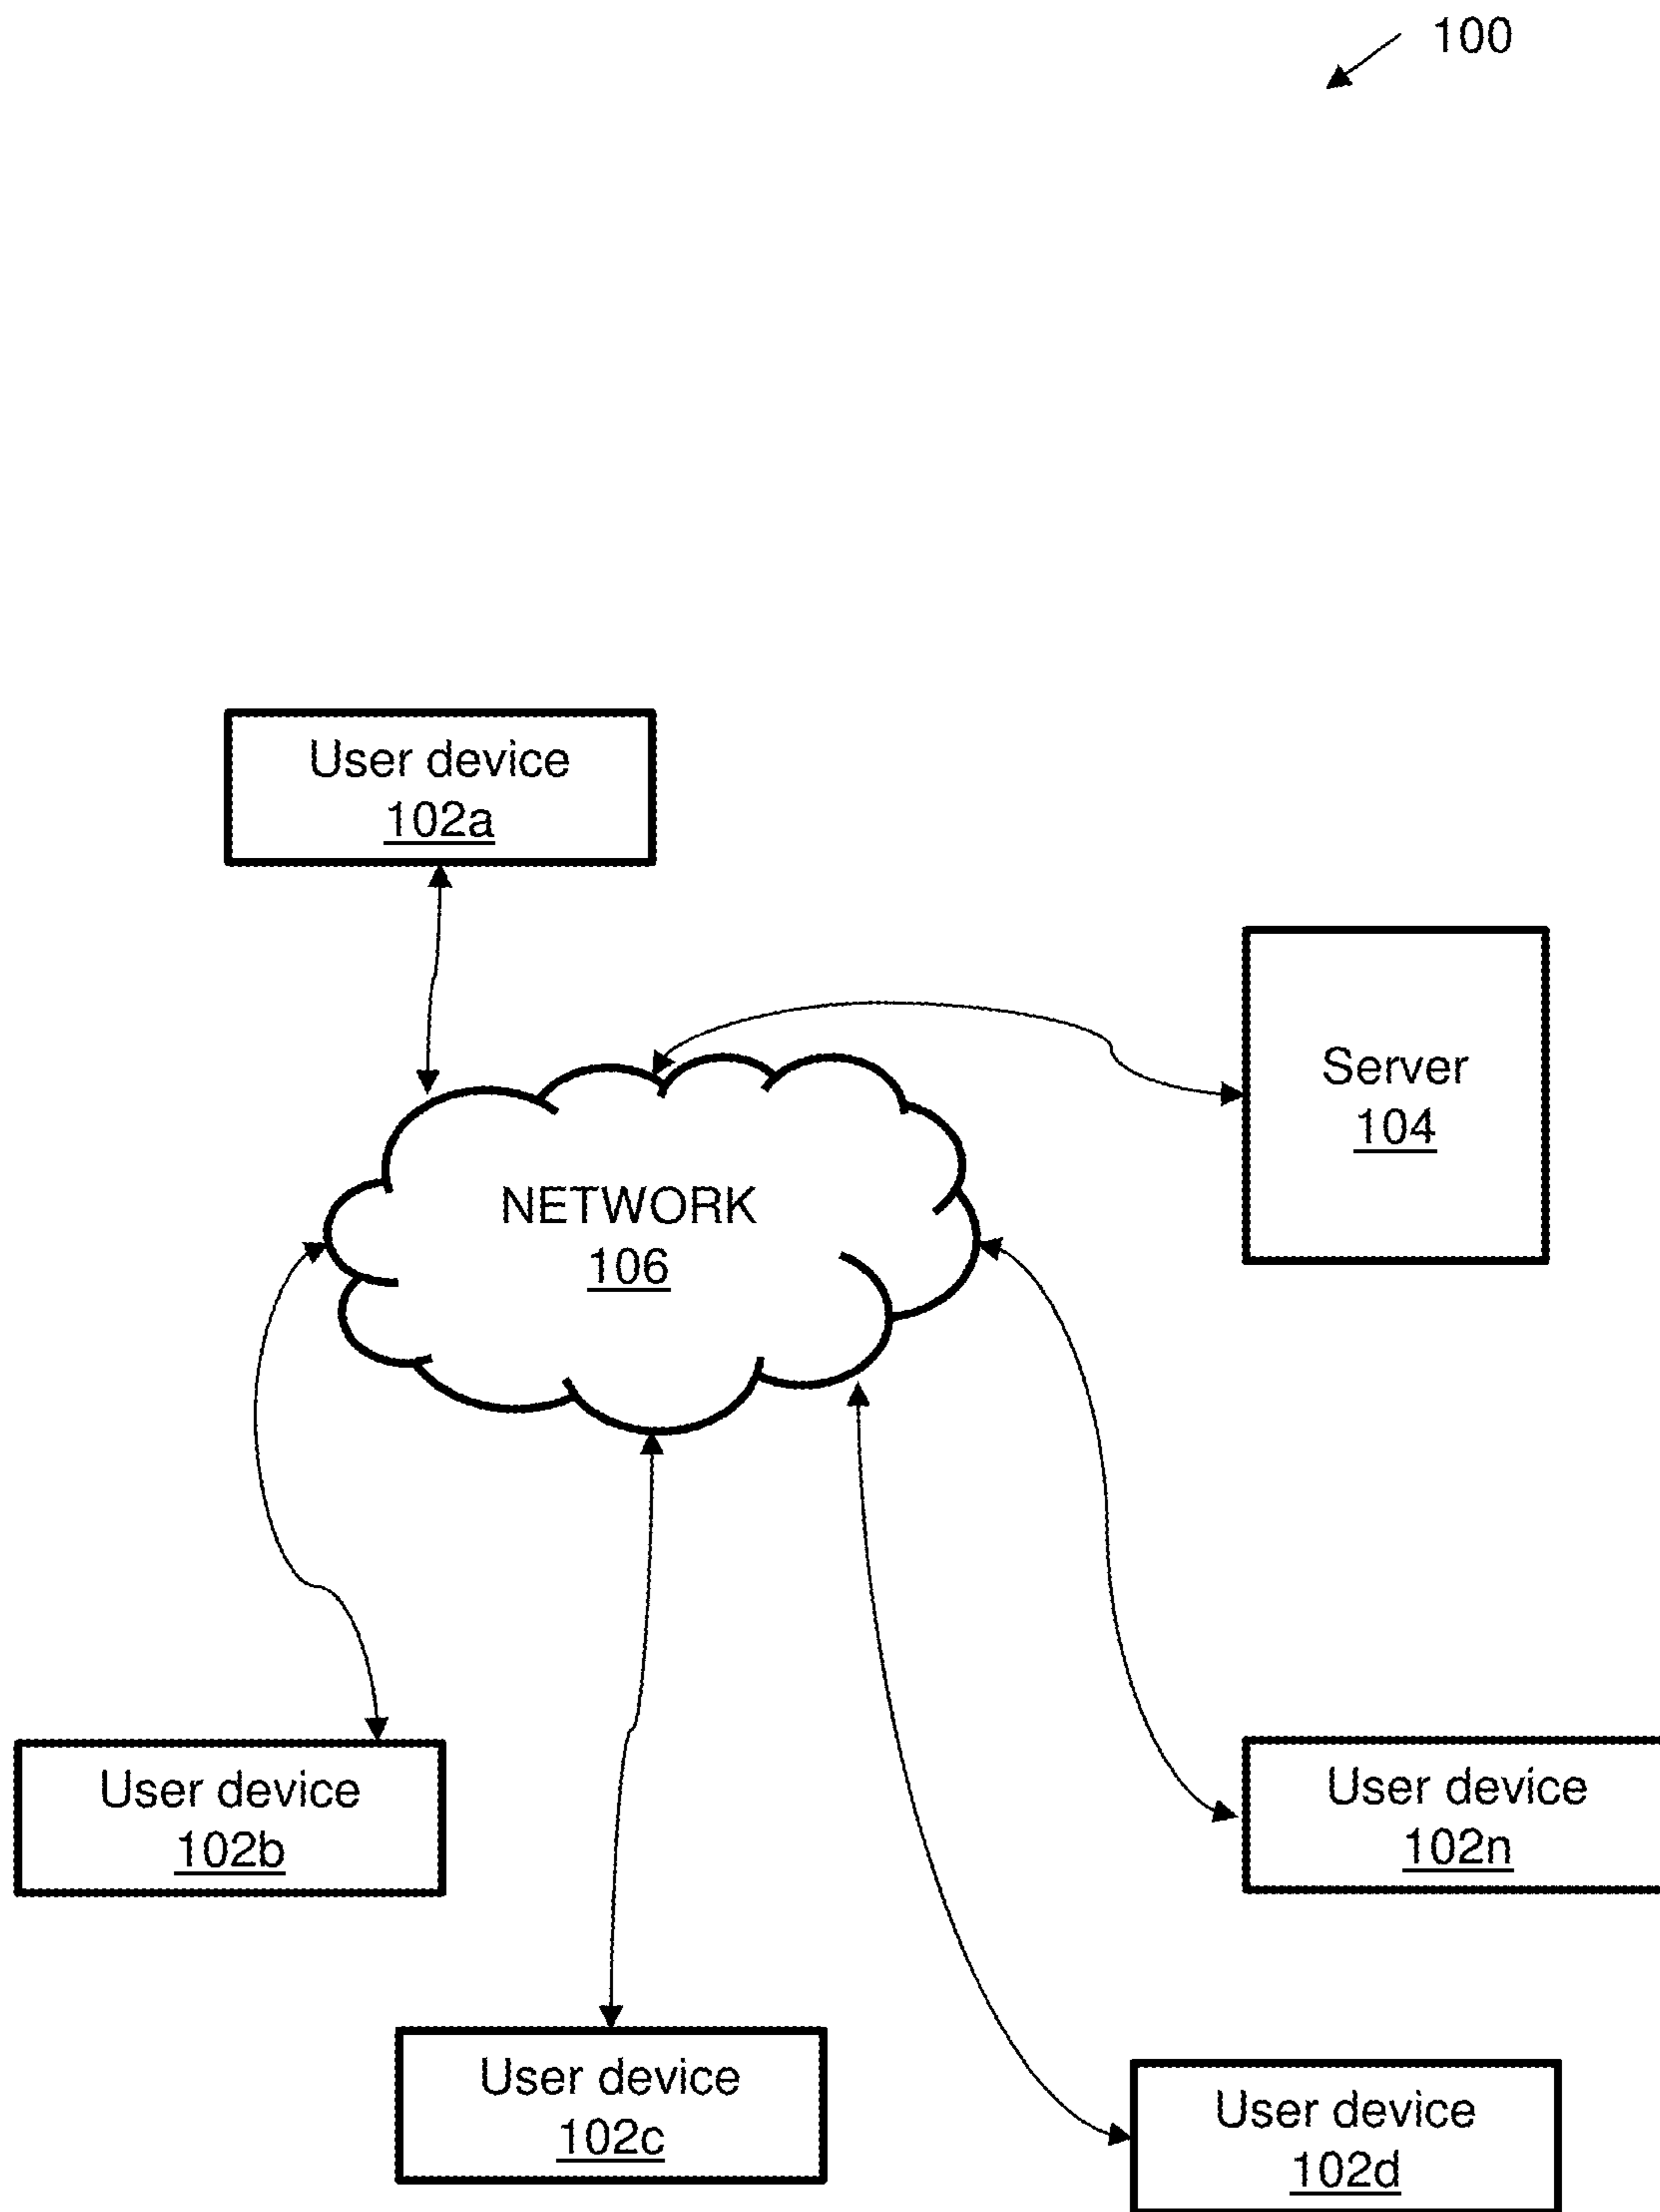 100
User device
102a
Server
104
NETWORK
106
User device
102b
User device
102n
User device
102c
User device
102d